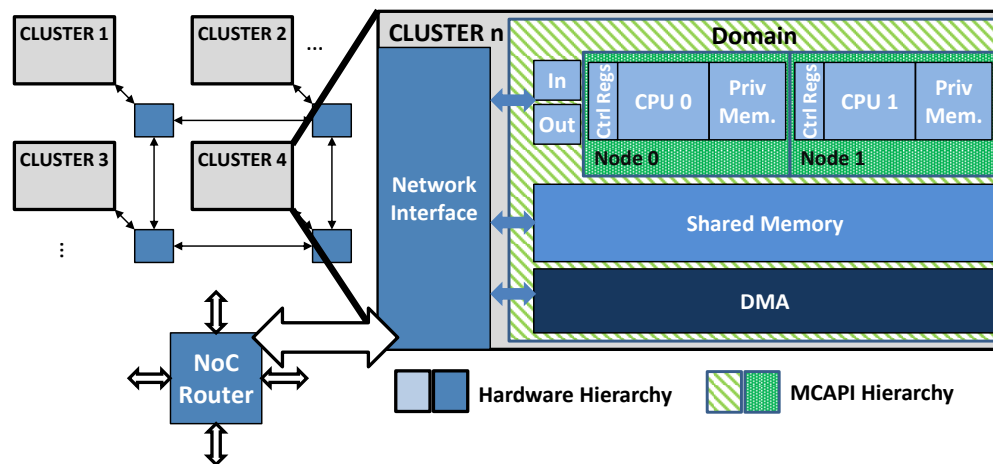 CLUSTER 1
CLUSTER 2
...
CLUSTER 3
CLUSTER 4
...
NoC
Router
CLUSTER n
Network
Interface
Domain
In
Out
Ctrl Regs
CPU 0
Priv
Mem.
Node 0
Ctrl Regs
CPU 1
Priv
Mem.
Node 1
Shared Memory
DMA
Hardware Hierarchy
MCAPI Hierarchy